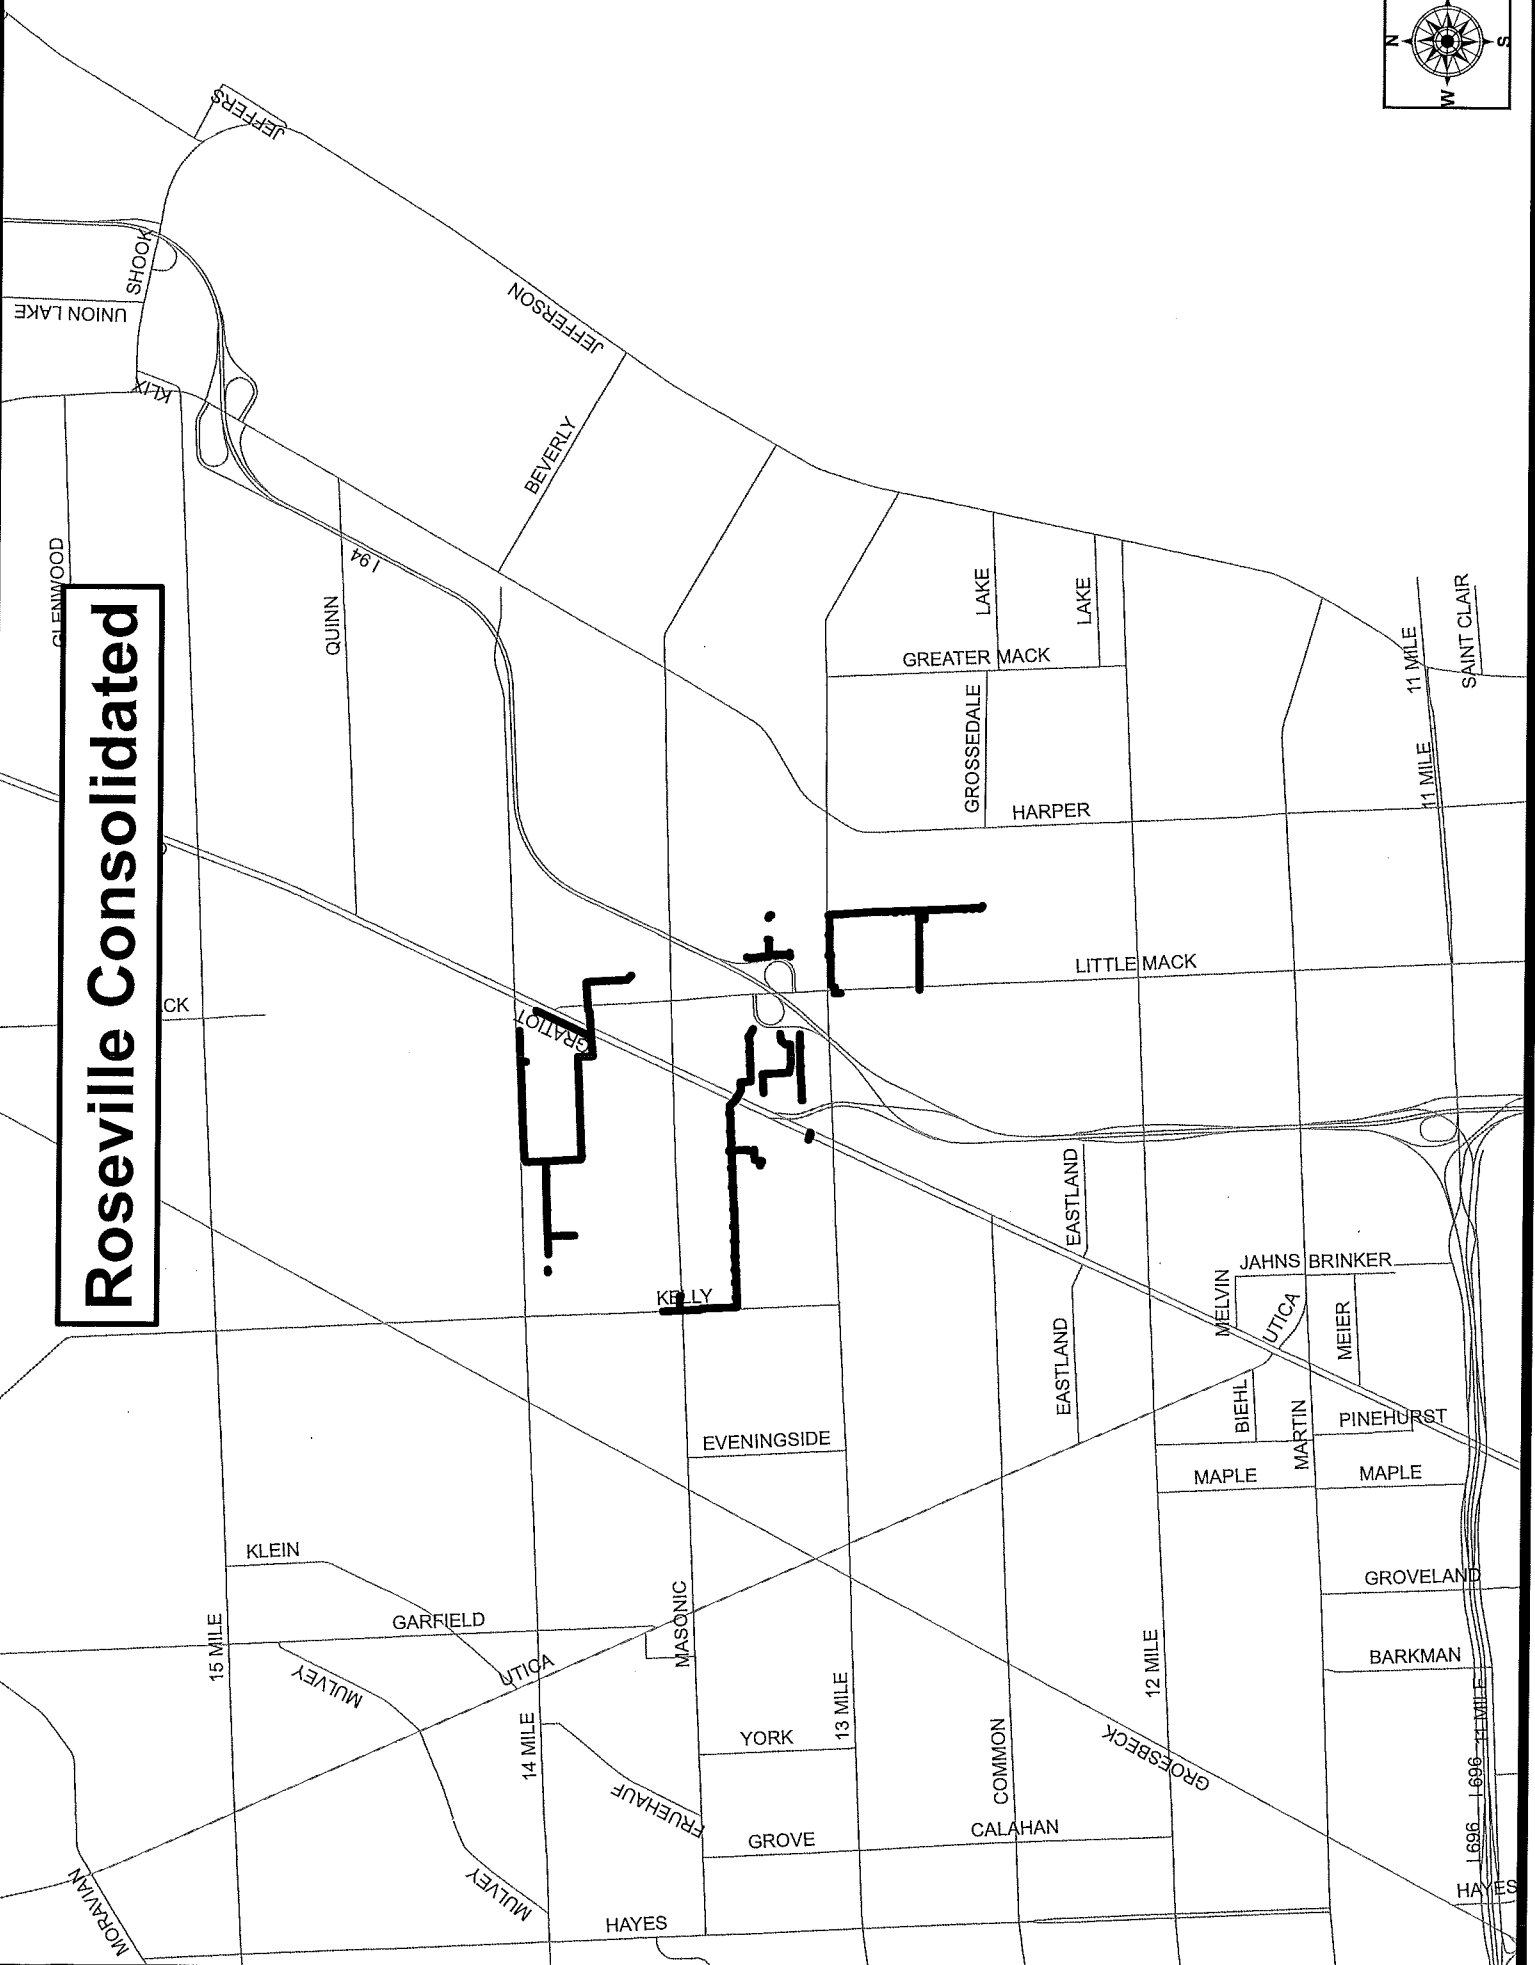 Roseville Consolidated
N
S
W
JEFFERS
SHOOK
UNION LAKE
KLIX
JEFFERSON
BEVERLY
GLENWOOD
I 94
QUINN
LAKE
LAKE
GREATER MACK
11 MILE
SAINT CLAIR
GROSSEDALE
11 MILE
HARPER
LITTLE MACK
CK
GRATIOT
EASTLAND
JAHNS BRINKER
KELLY
MELVIN
UTICA
MEIER
EASTLAND
BIEHL
MARTIN
PINEHURST
EVENINGSIDE
MAPLE
MAPLE
KLEIN
GROVELAND
GARFIELD
MASONIC
15 MILE
MULVEY
UTICA
12 MILE
BARKMAN
13 MILE
11 MILE
14 MILE
YORK
COMMON
GROESBECK
I 696
I 696
FRUEHAUF
GROVE
CALAHAN
MORAVIAN
MULVEY
HAYES
HAYES